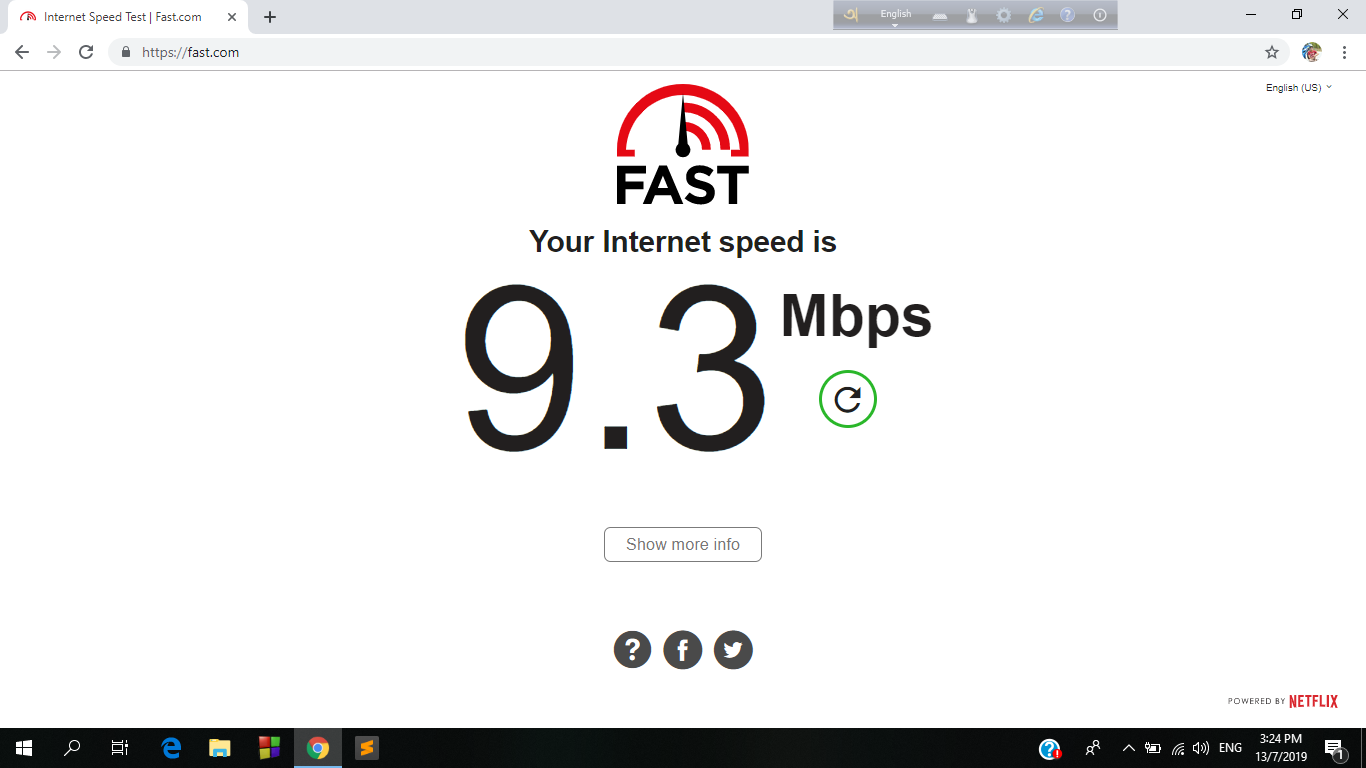 Internet Speed Test | Fast.com
English
https://fast.com
English (US)
FAST
Your Internet speed is
9.3 Mbps
Show more info
POWERED BY NETFLIX
ENG
3:24 PM
13/7/2019
1